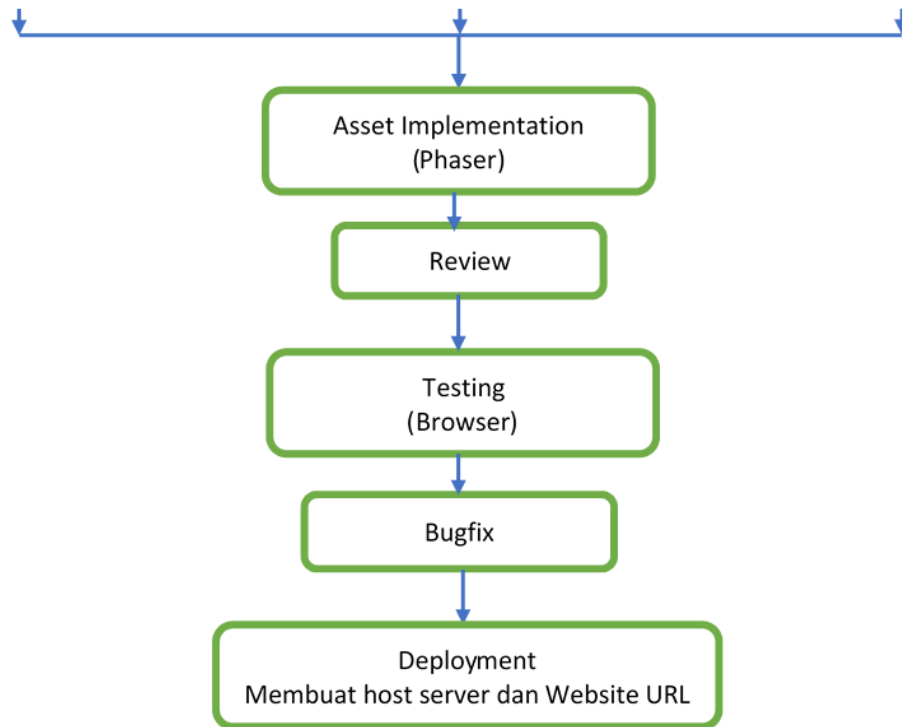 Asset Implementation
(Phaser)
Review
Testing
(Browser)
Bugfix
Deployment
Membuat host server dan Website URL